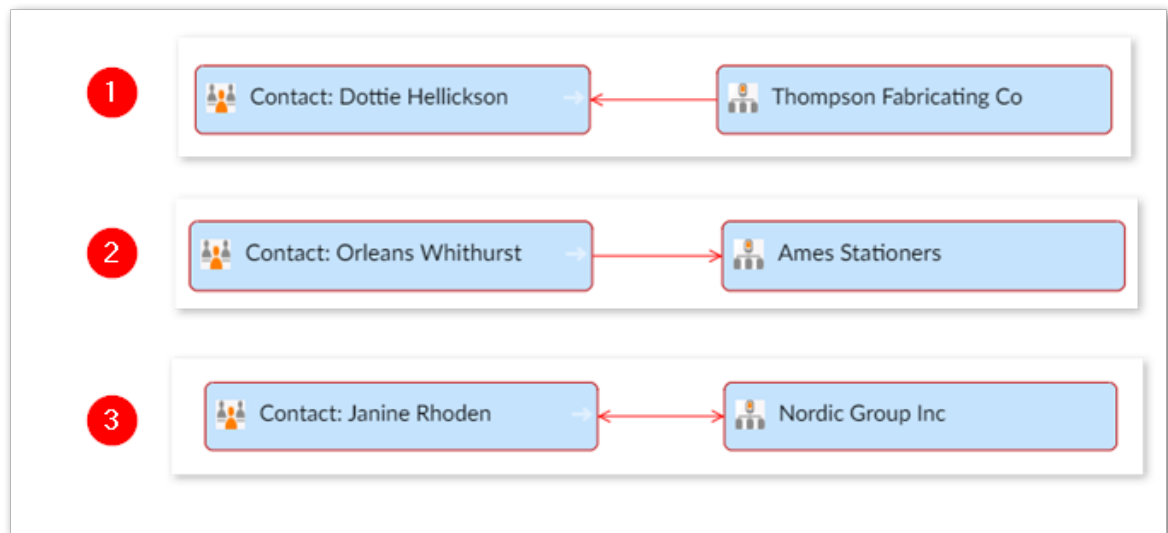 1
Contact: Dottie Hellickson
Thompson Fabricating Co
2
Contact: Orleans Whithurst
Ames Stationers
3
Contact: Janine Rhoden
Nordic Group Inc